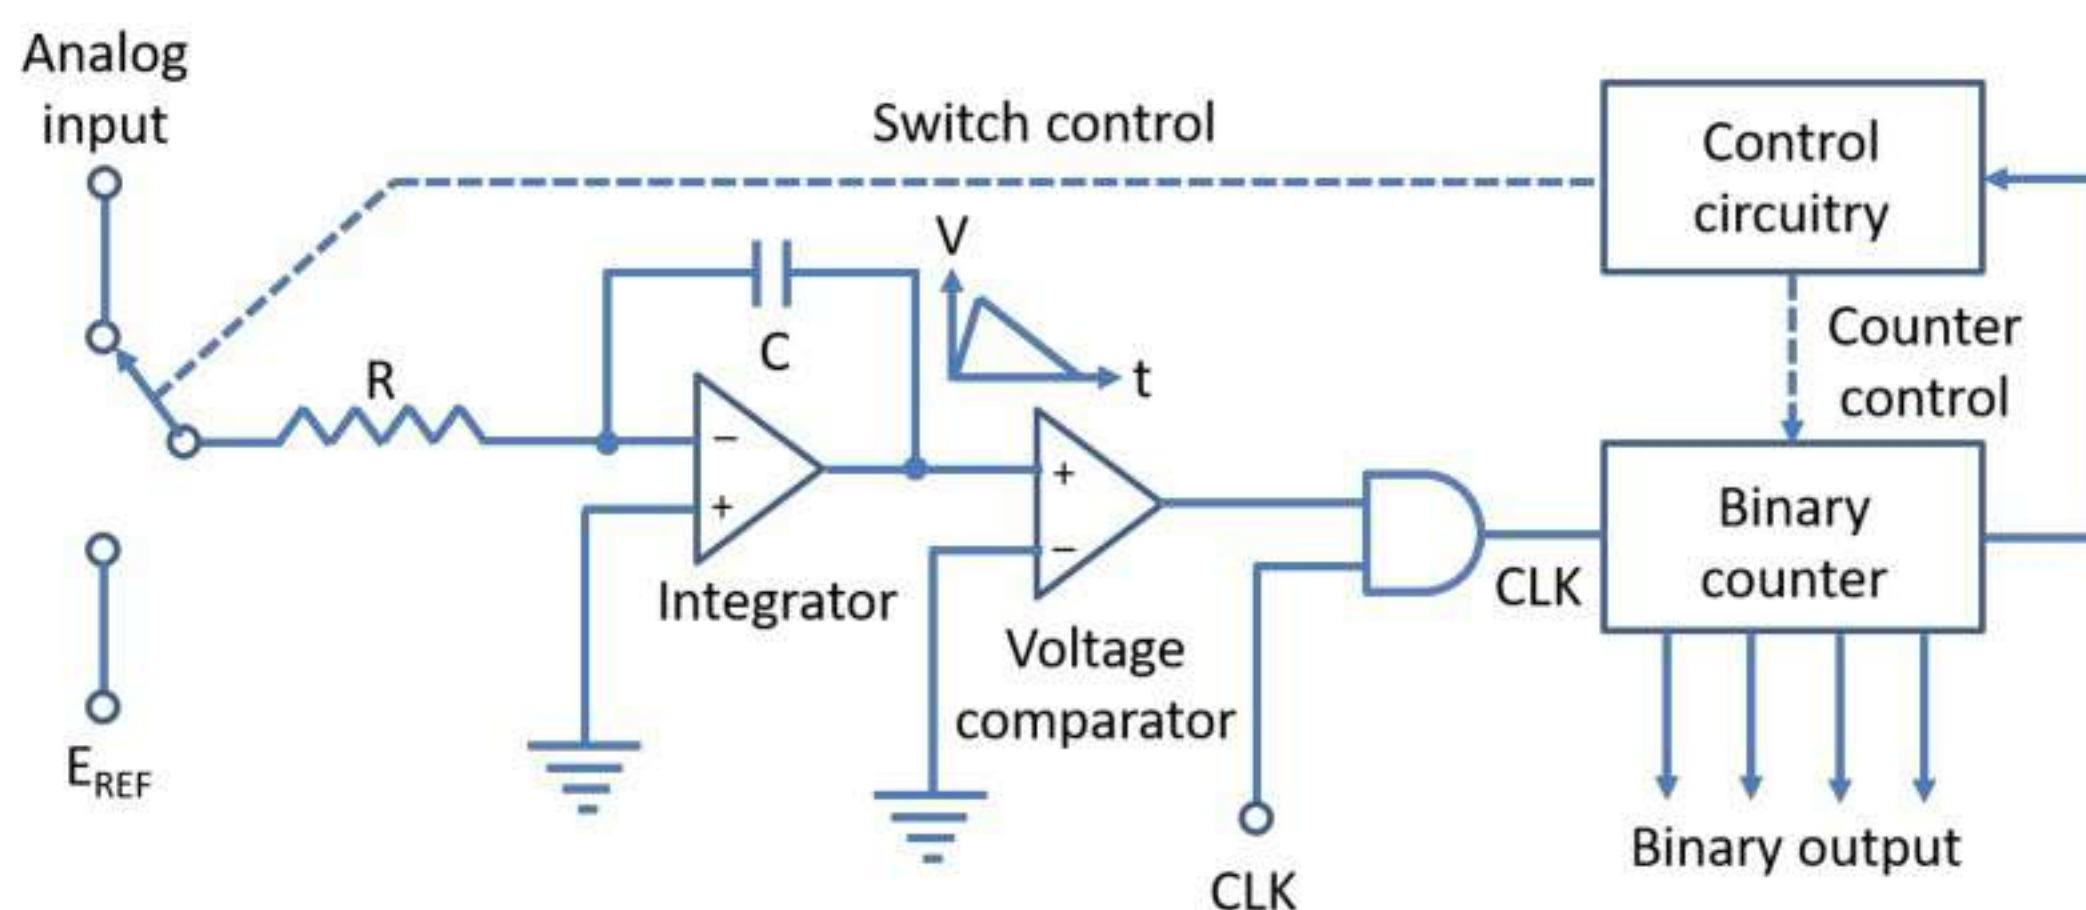 Analog
input
Switch control
Control
circuitry
V
C
t
R
Counter
control
−
+
+
−
Integrator
Voltage
comparator
CLK
Binary
counter
E_REF
CLK
Binary output